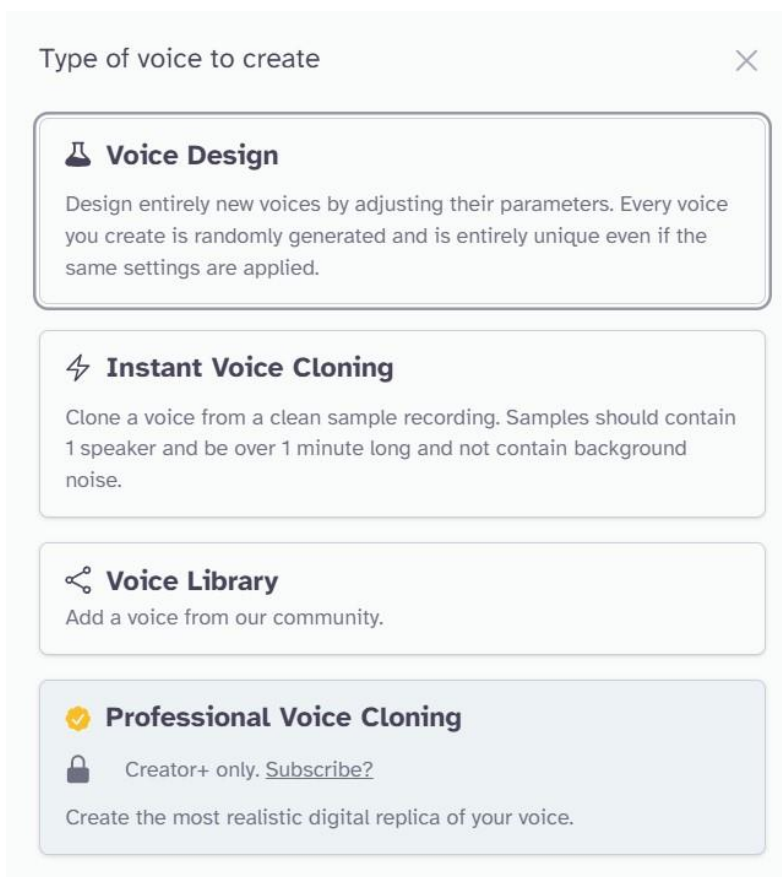 Type of voice to create
Voice Design
Design entirely new voices by adjusting their parameters. Every voice
you create is randomly generated and is entirely unique even if the
same settings are applied.
Instant Voice Cloning
Clone a voice from a clean sample recording. Samples should contain
1 speaker and be over 1 minute long and not contain background
noise.
Voice Library
Add a voice from our community.
Professional Voice Cloning
Creator+ only. Subscribe?
Create the most realistic digital replica of your voice.